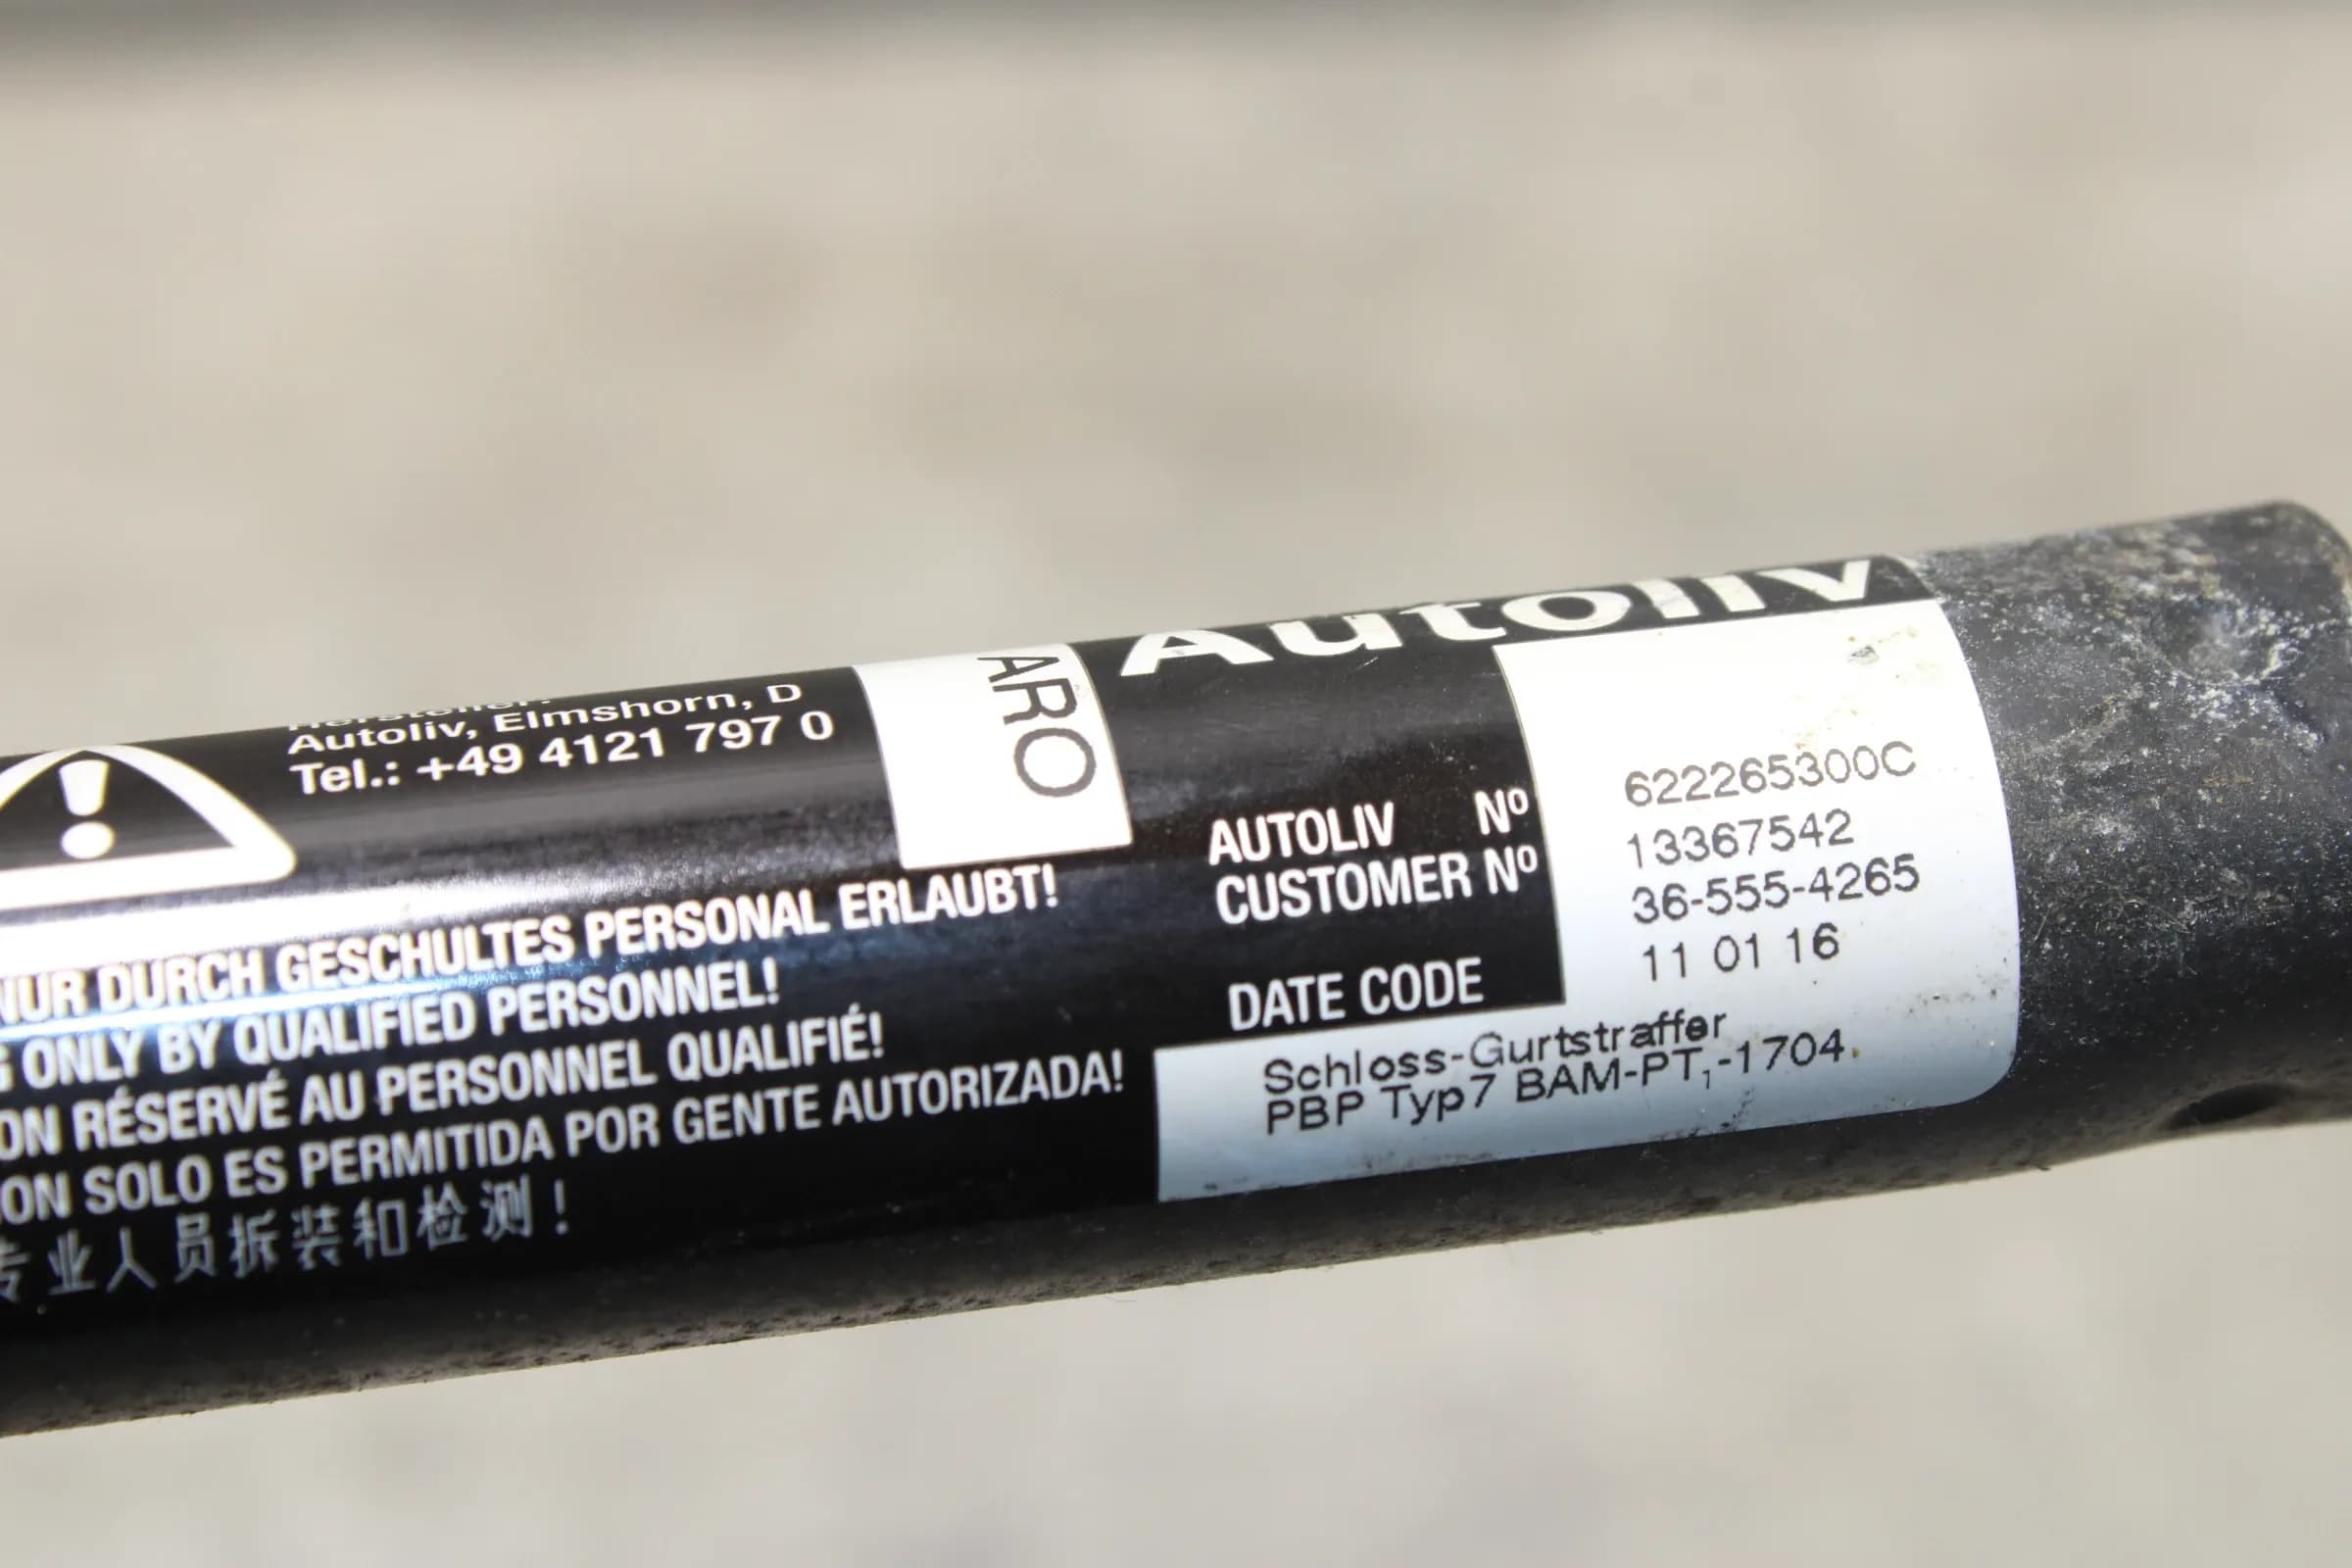 Autoliv, Elmshorn, D
Tel.: +49 4121 797 0
ARO
NUR DURCH GESCHULTES PERSONAL ERLAUBT!
ONLY BY QUALIFIED PERSONNEL!
RÉSERVÉ AU PERSONNEL QUALIFIÉ!
SOLO ES PERMITIDA POR GENTE AUTORIZADA!
专业人员拆装和检测!
Autoliv
AUTOLIV Nº 622265300C
CUSTOMER Nº 13367542
36-555-4265
DATE CODE 11 01 16
Schloss-Gurtstraffer
PBP Typ7 BAM-PT₁-1704